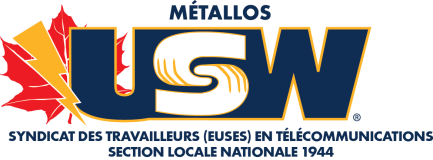 MÉTALLOS
USW®
SYNDICAT DES TRAVAILLEURS (EUSES) EN TÉLÉCOMMUNICATIONS
SECTION LOCALE NATIONALE 1944